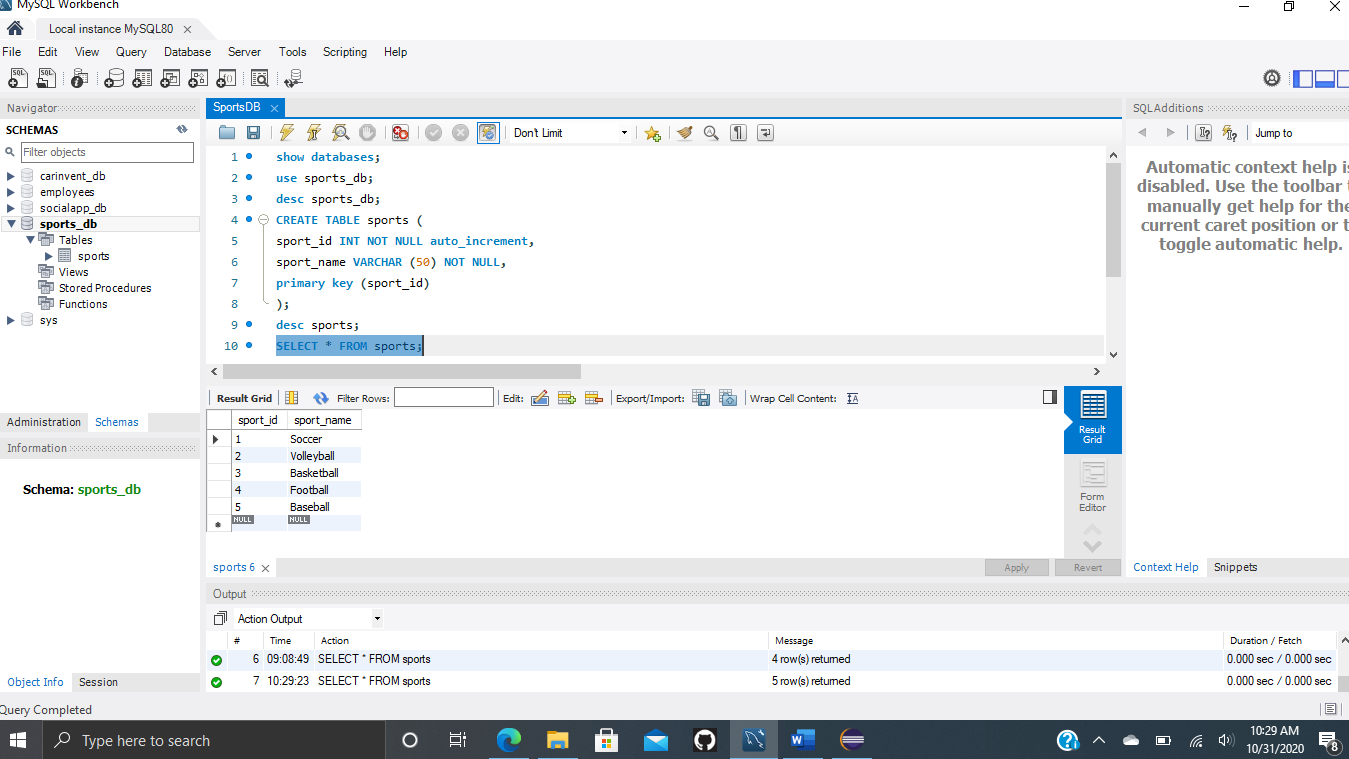 MySQL Workbench
Local instance MySQL80
File Edit View Query Database Server Tools Scripting Help
Navigator
SCHEMAS
Filter objects
carinvent_db
employees
socialapp_db
sports_db
Tables
sports
Views
Stored Procedures
Functions
sys
Administration Schemas
Information
Schema: sports_db
Object Info Session
Query Completed
SportsDB
Don't Limit
1 show databases;
2 use sports_db;
3 desc sports_db;
4 CREATE TABLE sports (
5 sport_id INT NOT NULL auto_increment,
6 sport_name VARCHAR (50) NOT NULL,
7 primary key (sport_id)
8 );
9 desc sports;
10 SELECT * FROM sports;
Result Grid Filter Rows: Edit: Export/Import: Wrap Cell Content:
sport_id sport_name
1 Soccer
2 Volleyball
3 Basketball
4 Football
5 Baseball
NULL NULL
Result
Grid
Form
Editor
sports 6 Apply Revert
Output
Action Output
# Time Action Message Duration / Fetch
6 09:08:49 SELECT * FROM sports 4 row(s) returned 0.000 sec / 0.000 sec
7 10:29:23 SELECT * FROM sports 5 row(s) returned 0.000 sec / 0.000 sec
SQLAdditions
Jump to
Automatic context help is
disabled. Use the toolbar t
manually get help for the
current caret position or t
toggle automatic help.
Context Help Snippets
Type here to search
10:29 AM
10/31/2020
8